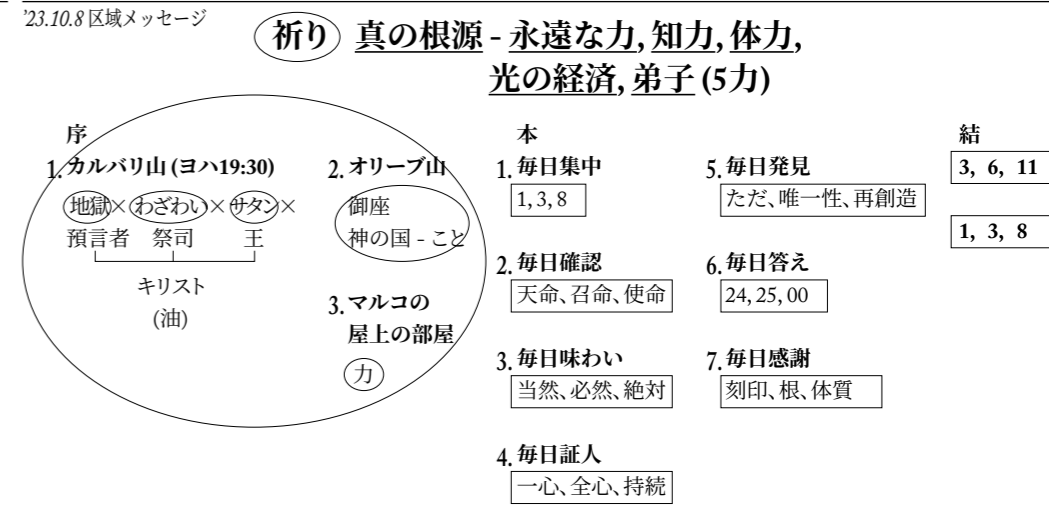 '23.10.8 区域メッセージ
祈り 真の根源 - 永遠な力, 知力, 体力,
光の経済, 弟子 (5力)
序
1. カルバリ山 (ヨハ19:30)
地獄×わざわい×サタン×
預言者 祭司 王
キリスト
(油)
2. オリーブ山
御座
神の国 - こと
3. マルコの
屋上の部屋
力
本
1. 毎日集中
1, 3, 8
2. 毎日確認
天命、召命、使命
3. 毎日味わい
当然、必然、絶対
4. 毎日証人
一心、全心、持続
5. 毎日発見
ただ、唯一性、再創造
6. 毎日答え
24, 25, 00
7. 毎日感謝
刻印、根、体質
結
3, 6, 11
1, 3, 8